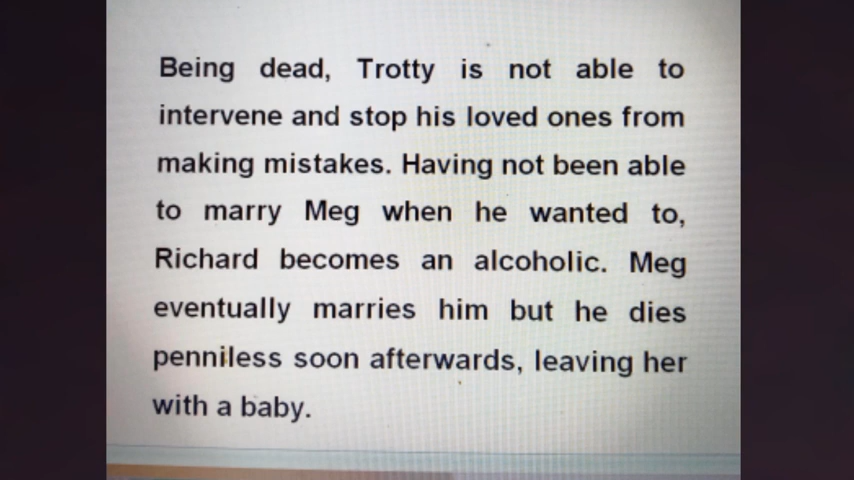 Being dead, Trotty is not able to
intervene and stop his loved ones from
making mistakes. Having not been able
to marry Meg when he wanted to,
Richard becomes an alcoholic. Meg
eventually marries him but he dies
penniless soon afterwards, leaving her
with a baby.